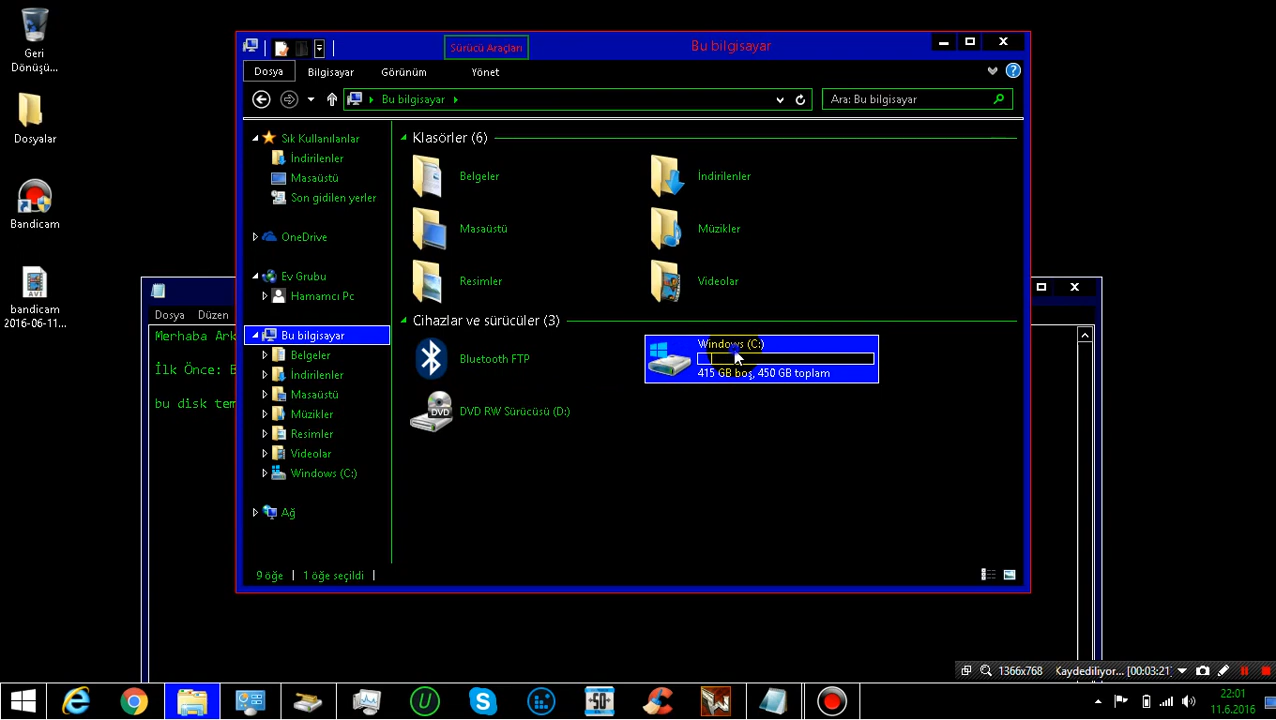 Geri
Dönüşü...
Dosyalar
Bandicam
bandicam
2016-06-11...
Sürücü Araçları
Bu bilgisayar
Dosya
Bilgisayar
Görünüm
Yönet
Bu bilgisayar
Ara: Bu bilgisayar
Sık Kullanılanlar
İndirilenler
Masaüstü
Son gidilen yerler
OneDrive
Ev Grubu
Hamamcı Pc
Bu bilgisayar
Belgeler
İndirilenler
Masaüstü
Müzikler
Resimler
Videolar
Windows (C:)
Ağ
Klasörler (6)
Belgeler
İndirilenler
Masaüstü
Müzikler
Resimler
Videolar
Cihazlar ve sürücüler (3)
Bluetooth FTP
Windows (C:)
415 GB boş, 450 GB toplam
DVD RW Sürücüsü (D:)
9 öğe
1 öğe seçildi
Dosya
Düzen
Merhaba Ark
İlk Önce: B
bu disk tem
1366x768
Kaydediliyor... [00:03:21]
22:01
11.6.2016